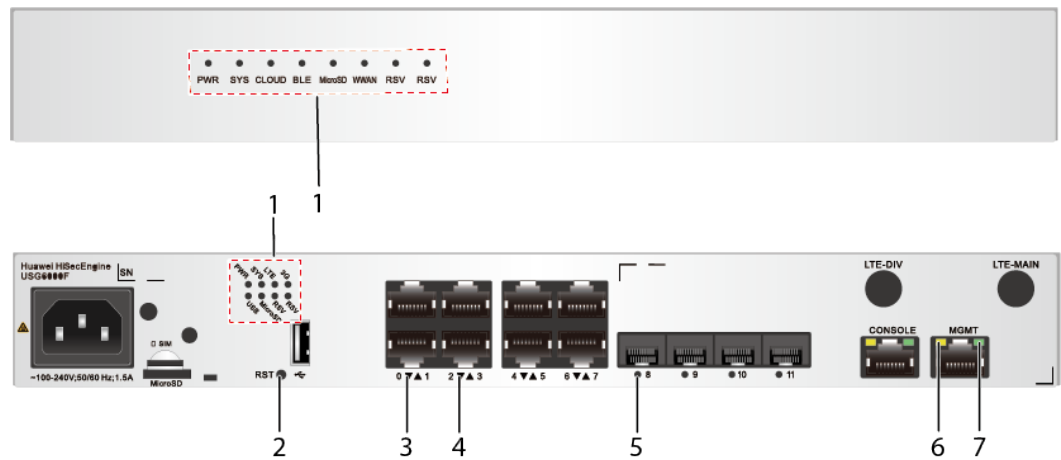 PWR SYS CLOUD BLE MicroSD WWAN RSV RSV
1
1
Huawei HiSecEngine
USG6000F
SN
PWR SYS LTE 3G
USB MicroSD RSV RSV
LTE-DIV
LTE-MAIN
CONSOLE
MGMT
SIM
MicroSD
~100-240V;50/60 Hz;1.5A
RST
0 ▼▲ 1
2 ▼▲ 3
4 ▼▲ 5
6 ▼▲ 7
8
9
10
11
2
3
4
5
6
7